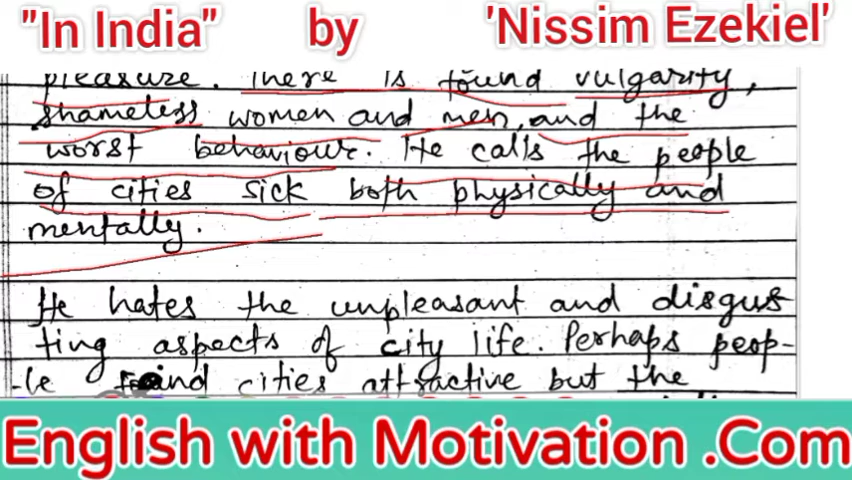 "In India" by 'Nissim Ezekiel'
pleasure. There is found vulgarity,
shameless women and men, and the
worst behaviour. He calls the people
of cities sick both physically and
mentally.
He hates the unpleasant and disgus
ting aspects of city life. Perhaps peop-
-le find cities attractive but the
English with Motivation .Com